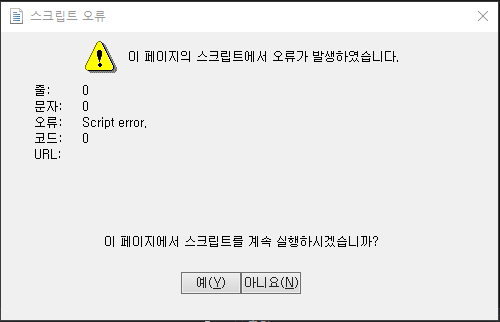 스크립트 오류
이 페이지의 스크립트에서 오류가 발생하였습니다.
줄: 0
문자: 0
오류: Script error.
코드: 0
URL:
이 페이지에서 스크립트를 계속 실행하시겠습니까?
예(Y) 아니요(N)